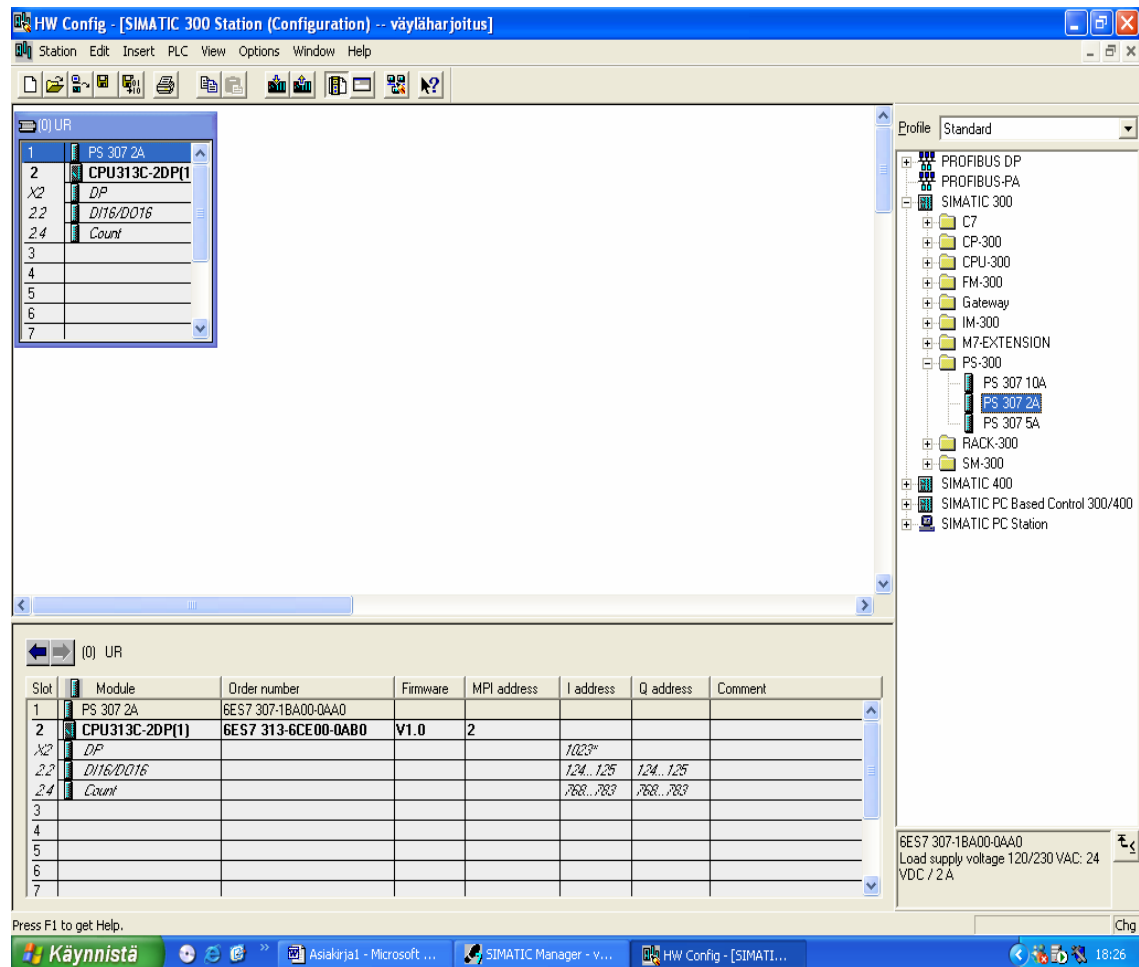 HW Config - [SIMATIC 300 Station (Configuration) -- väyläharjoitus]
Station Edit Insert PLC View Options Window Help
(0) UR
1 PS 307 2A
2 CPU313C-2DP(1
X2 DP
2.2 DI16/DO16
2.4 Count
3
4
5
6
7
Profile Standard
PROFIBUS DP
PROFIBUS-PA
SIMATIC 300
C7
CP-300
CPU-300
FM-300
Gateway
IM-300
M7-EXTENSION
PS-300
PS 307 10A
PS 307 2A
PS 307 5A
RACK-300
SM-300
SIMATIC 400
SIMATIC PC Based Control 300/400
SIMATIC PC Station
(0) UR
Slot Module Order number Firmware MPI address I address Q address Comment
1 PS 307 2A 6ES7 307-1BA00-0AA0
2 CPU313C-2DP(1) 6ES7 313-6CE00-0AB0 V1.0 2
X2 DP 1023*
2.2 DI16/DO16 124...125 124...125
2.4 Count 768...783 768...783
3
4
5
6
7
6ES7 307-1BA00-0AA0
Load supply voltage 120/230 VAC: 24
VDC / 2 A
Press F1 to get Help.
Chg
Käynnistä
Asiakirja1 - Microsoft ...
SIMATIC Manager - v...
HW Config - [SIMATI...
18:26